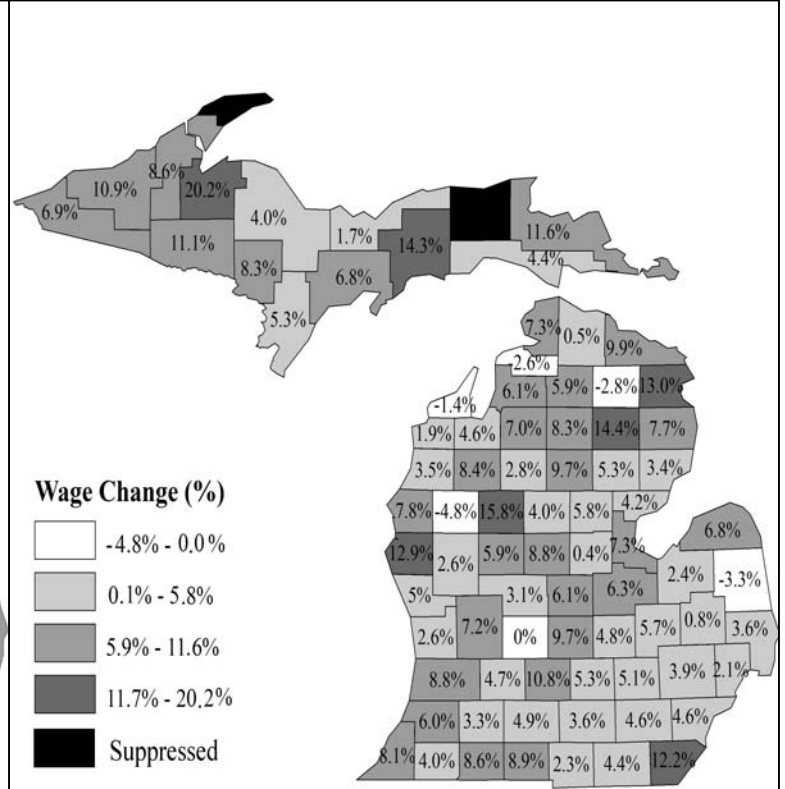 8.6%
10.9% 20.2%
6.9%
4.0%
11.1% 1.7% 14.3% 11.6%
8.3% 6.8% 4.4%
5.3%
7.3% 0.5% 9.9%
-2.6%
6.1% 5.9% -2.8% 13.0%
-1.4%
1.9% 4.6% 7.0% 8.3% 14.4% 7.7%
3.5% 8.4% 2.8% 9.7% 5.3% 3.4%
7.8% -4.8% 15.8% 4.0% 5.8% 4.2%
6.8%
12.9% 2.6% 5.9% 8.8% 0.4% 7.3%
2.4% -3.3%
5% 3.1% 6.1% 6.3%
2.6% 7.2% 0% 9.7% 4.8% 5.7% 0.8% 3.6%
8.8% 4.7% 10.8% 5.3% 5.1% 3.9% 2.1%
6.0% 3.3% 4.9% 3.6% 4.6% 4.6%
8.1% 4.0% 8.6% 8.9% 2.3% 4.4% 12.2%
Wage Change (%)
-4.8% - 0.0%
0.1% - 5.8%
5.9% - 11.6%
11.7% - 20.2%
Suppressed